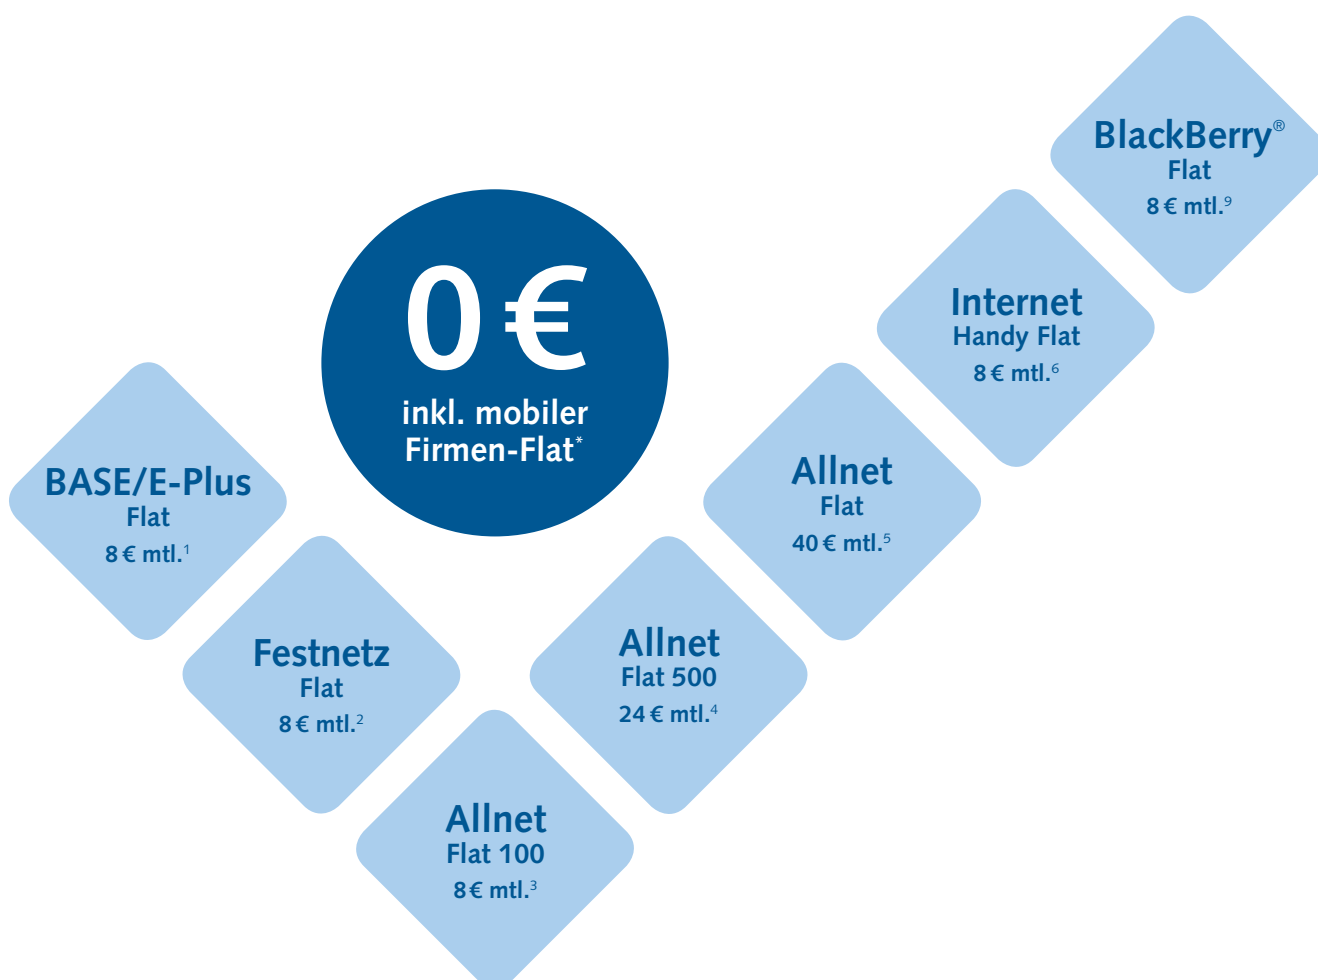 BlackBerry®
Flat
8 € mtl.⁹
Internet
Handy Flat
8 € mtl.⁶
0 €
inkl. mobiler
Firmen-Flat*
Allnet
Flat
40 € mtl.⁵
BASE/E-Plus
Flat
8 € mtl.¹
Festnetz
Flat
8 € mtl.²
Allnet
Flat 500
24 € mtl.⁴
Allnet
Flat 100
8 € mtl.³